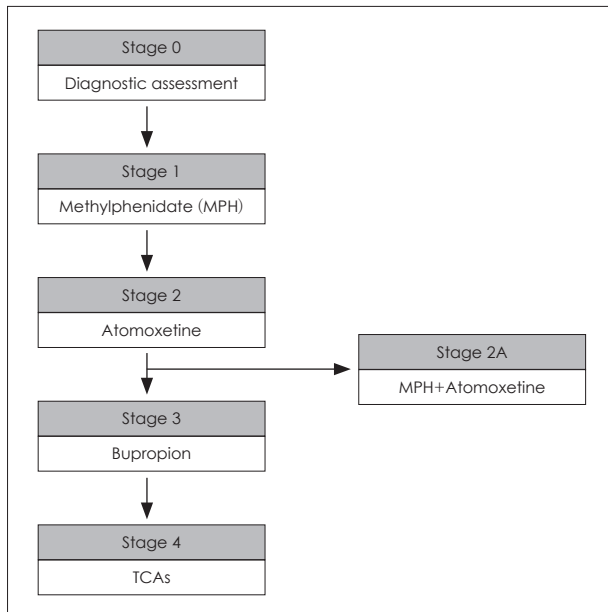 Stage 0
Diagnostic assessment
Stage 1
Methylphenidate (MPH)
Stage 2
Atomoxetine
Stage 2A
MPH+Atomoxetine
Stage 3
Bupropion
Stage 4
TCAs